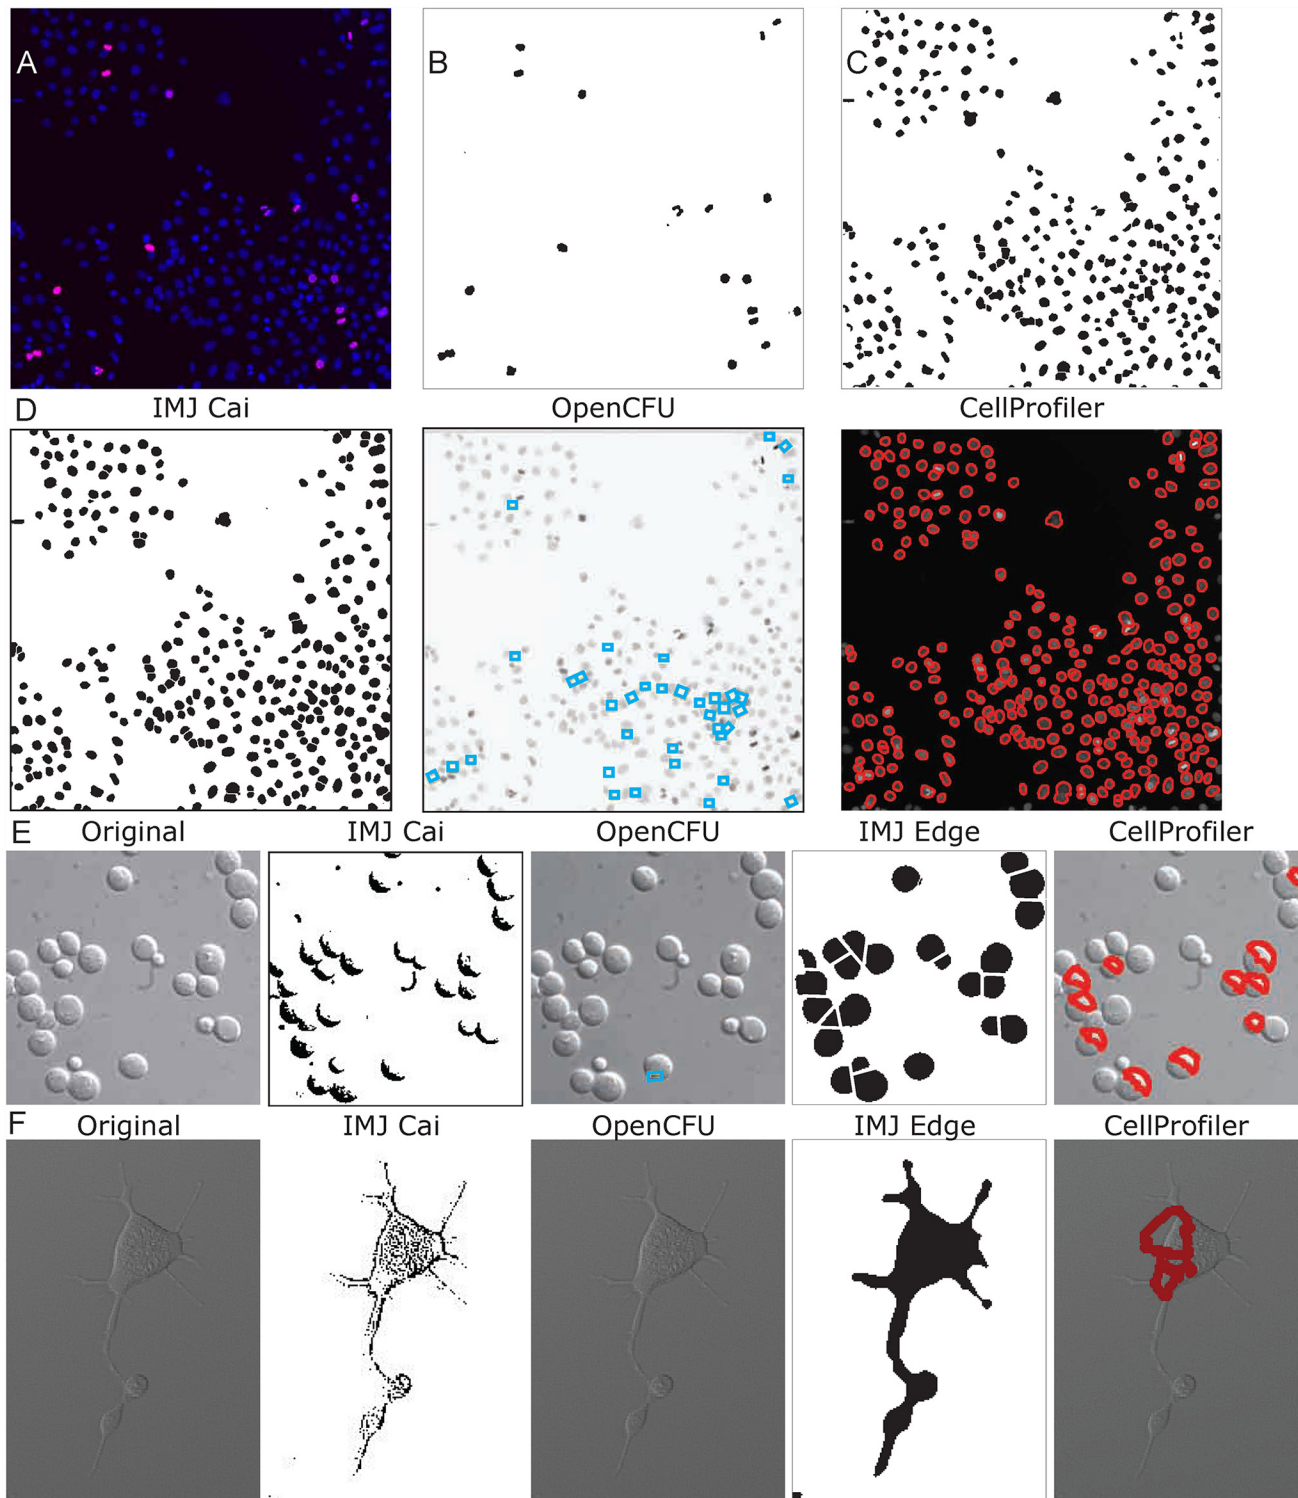 A B C
D IMJ Cai OpenCFU CellProfiler
E Original IMJ Cai OpenCFU IMJ Edge CellProfiler
F Original IMJ Cai OpenCFU IMJ Edge CellProfiler